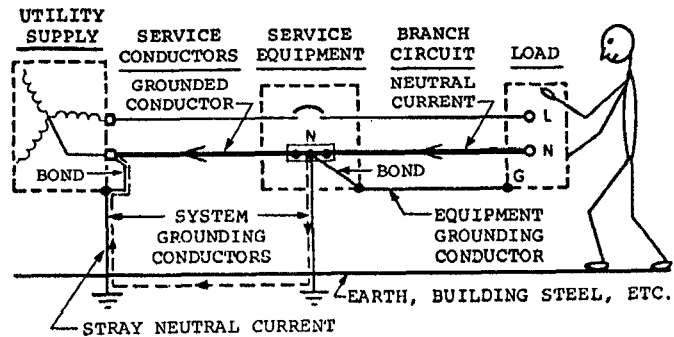 UTILITY
SUPPLY
SERVICE
CONDUCTORS
SERVICE
EQUIPMENT
BRANCH
CIRCUIT
LOAD
GROUNDED
CONDUCTOR
NEUTRAL
CURRENT
L
N
N
BOND
BOND
G
SYSTEM
GROUNDING
CONDUCTORS
EQUIPMENT
GROUNDING
CONDUCTOR
EARTH, BUILDING STEEL, ETC.
STRAY NEUTRAL CURRENT